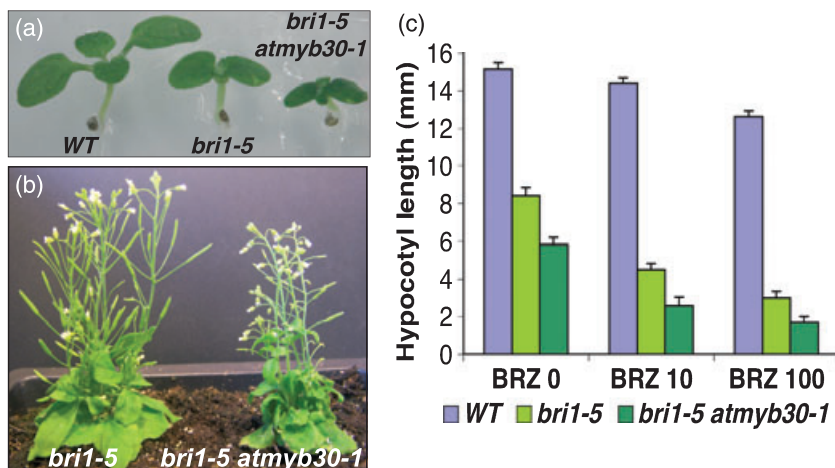 (a)
bri1-5
atmyb30-1
WT
bri1-5
(b)
bri1-5
bri1-5 atmyb30-1
(c)
Hypocotyl length (mm)
16
14
12
10
8
6
4
2
0
BRZ 0 BRZ 10 BRZ 100
WT bri1-5 bri1-5 atmyb30-1